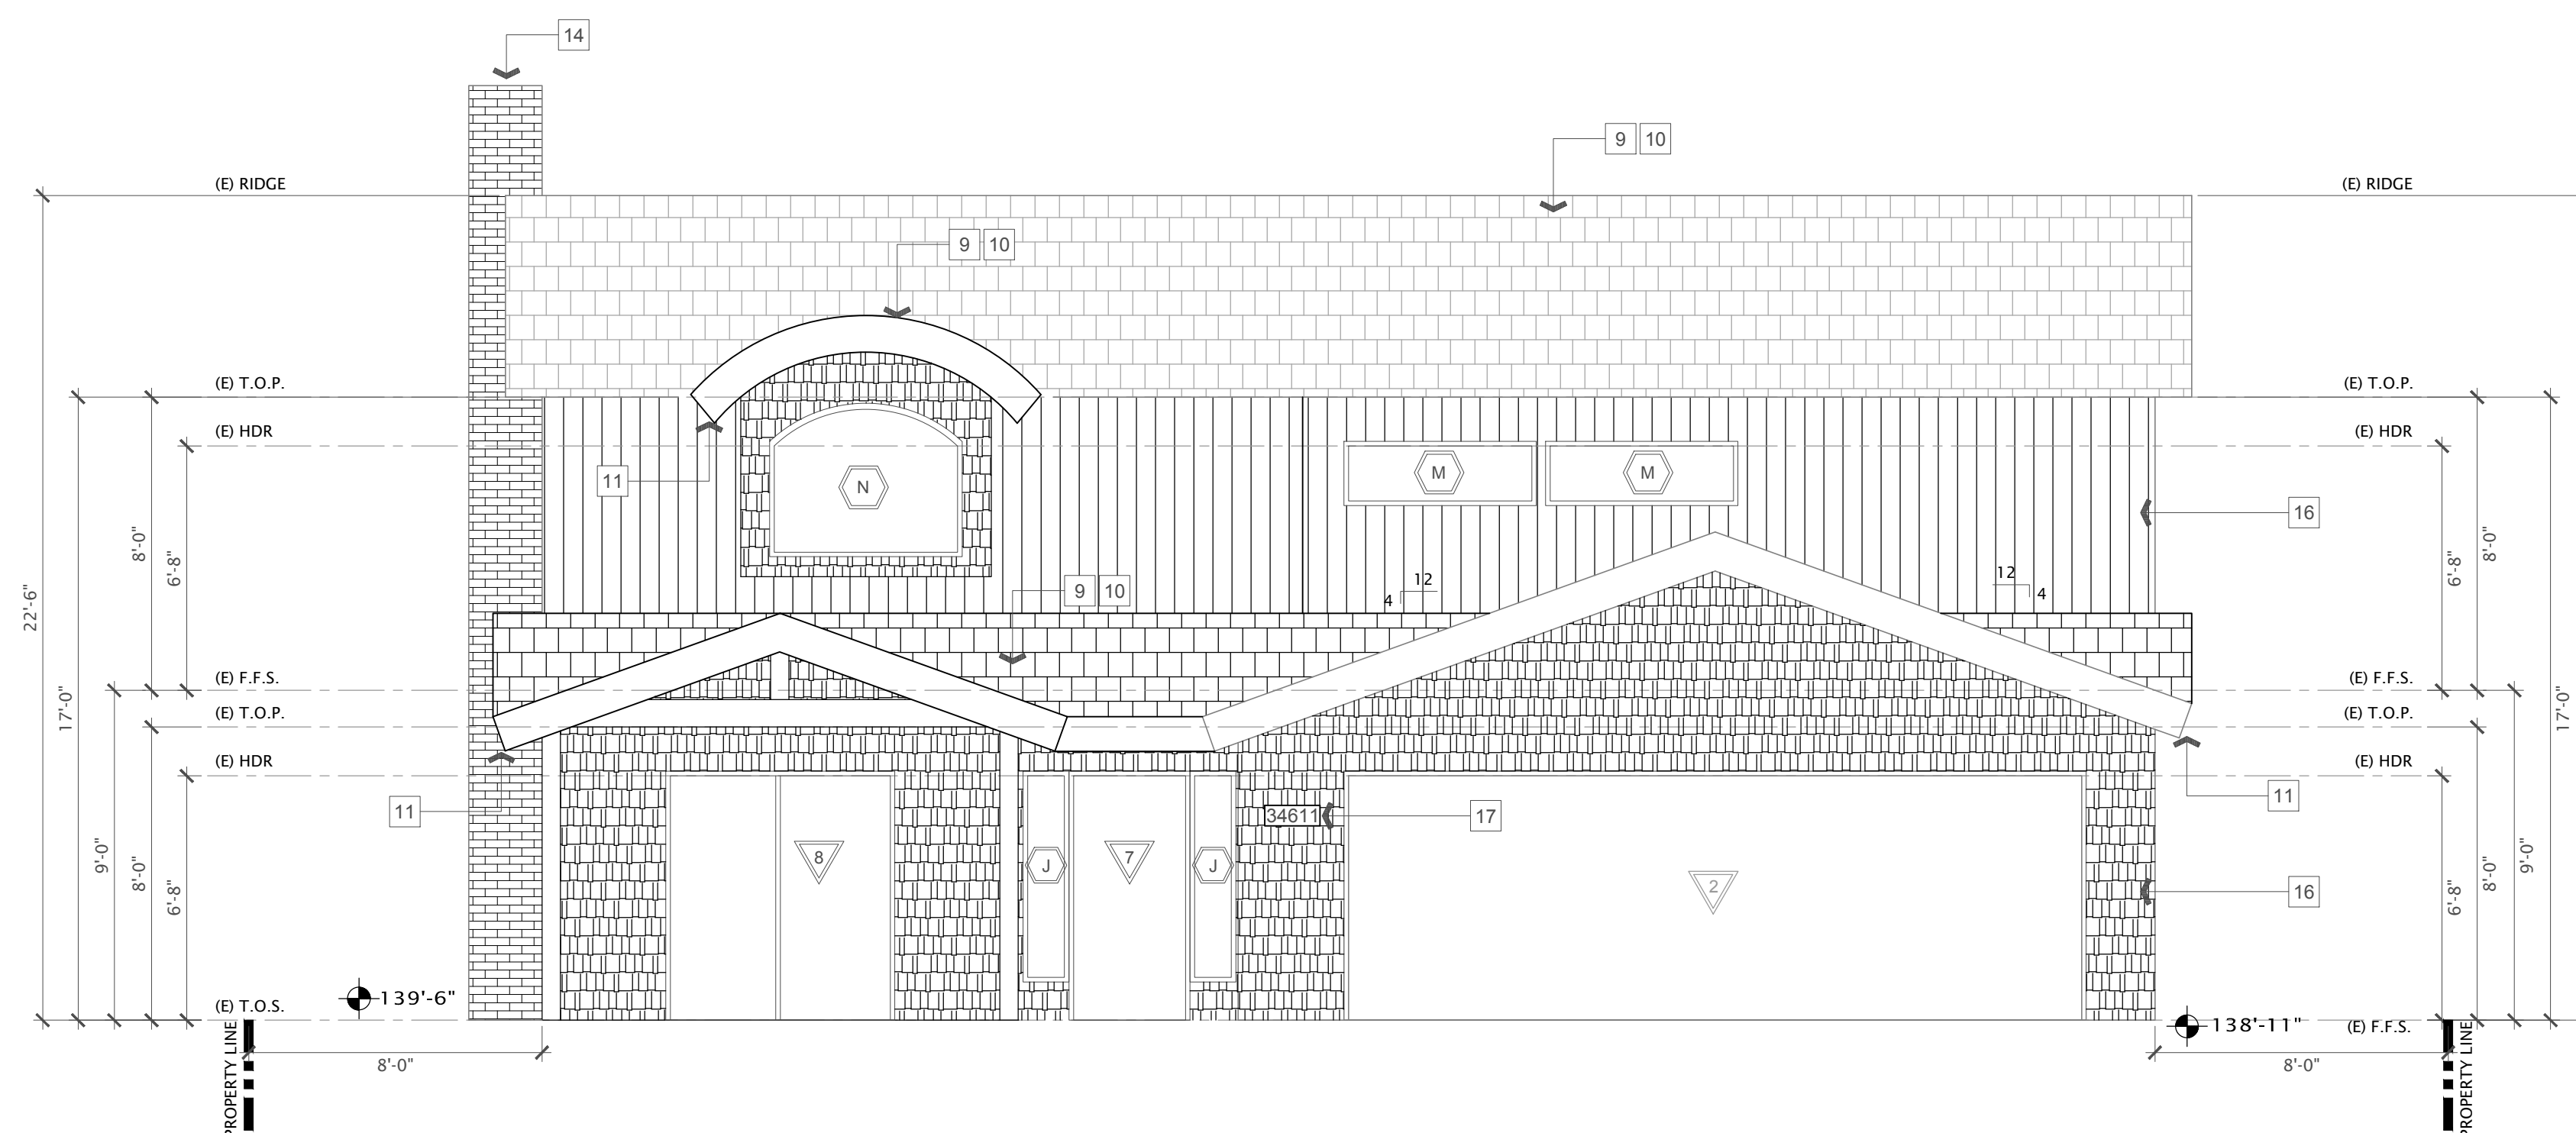 14
9 10
(E) RIDGE
(E) RIDGE
9 10
(E) T.O.P.
(E) T.O.P.
(E) HDR
(E) HDR
11
N
M
M
16
8'-0"
6'-8"
6'-8"
8'-0"
22'-6"
9 10
12
4
12
4
(E) F.F.S.
(E) F.F.S.
17'-0"
(E) T.O.P.
(E) T.O.P.
17'-0"
(E) HDR
(E) HDR
11
34611
17
11
9'-0"
8'-0"
6'-8"
8
J
7
J
2
16
6'-8"
8'-0"
9'-0"
139'-6"
(E) T.O.S.
138'-11"
(E) F.F.S.
PROPERTY LINE
8'-0"
8'-0"
PROPERTY LINE